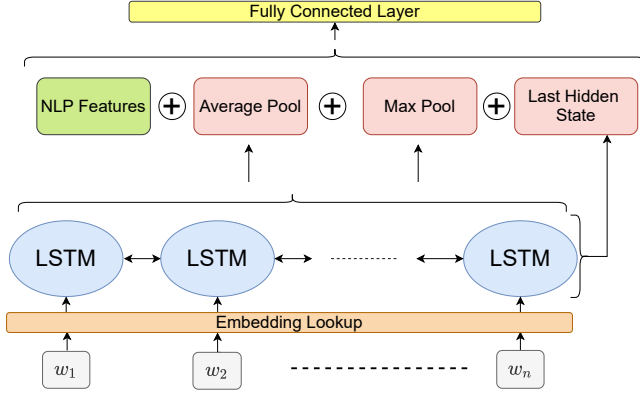 Fully Connected Layer
NLP Features + Average Pool + Max Pool + Last Hidden
State
LSTM LSTM LSTM
Embedding Lookup
w1 w2 wn